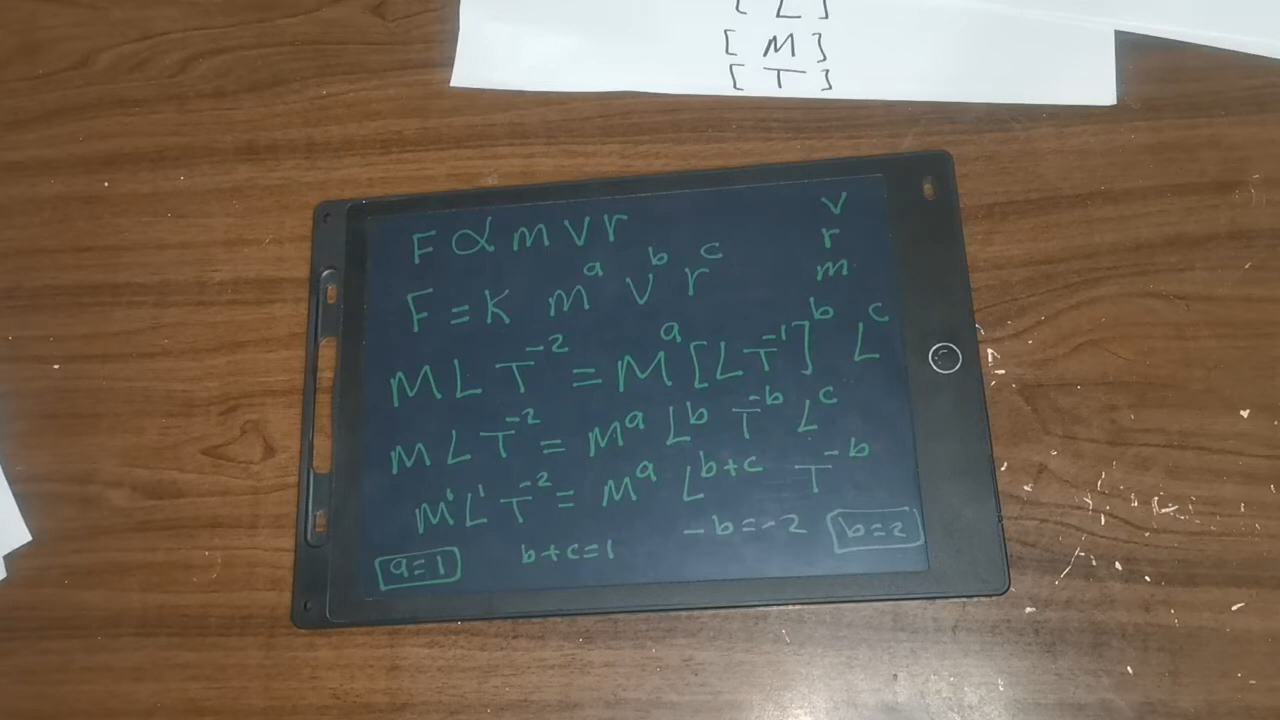 [ L ]
[ M ]
[ T ]
F ∝ m v r
v
r
m
F = K m^a v^b r^c
M L T^-2 = M^a [L T^-1]^b L^c
M L T^-2 = M^a L^b T^-b L^c
M^1 L^1 T^-2 = M^a L^b+c T^-b
a=1 b+c=1 -b=-2 b=2